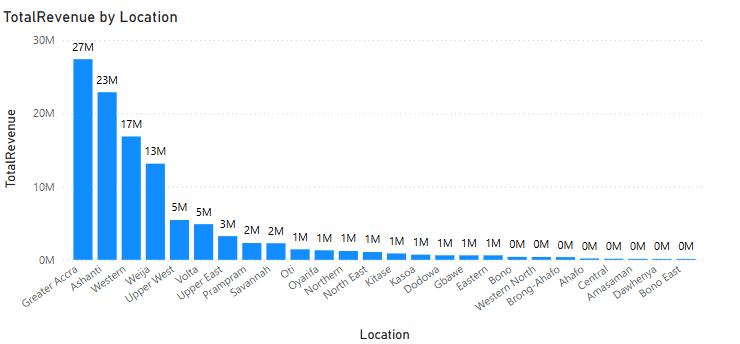 TotalRevenue by Location
30M
20M
10M
0M
TotalRevenue
27M
23M
17M
13M
5M
5M
3M
2M
2M
1M
1M
1M
1M
1M
1M
1M
1M
1M
0M
0M
0M
0M
0M
0M
0M
0M
Greater Accra
Ashanti
Western
Weija
Upper West
Volta
Upper East
Prampram
Savannah
Oti
Oyarifa
Northern
North East
Kitase
Kasoa
Dodowa
Gbawe
Eastern
Bono
Western North
Brong-Ahafo
Ahafo
Central
Amasaman
Dawhenya
Bono East
Location